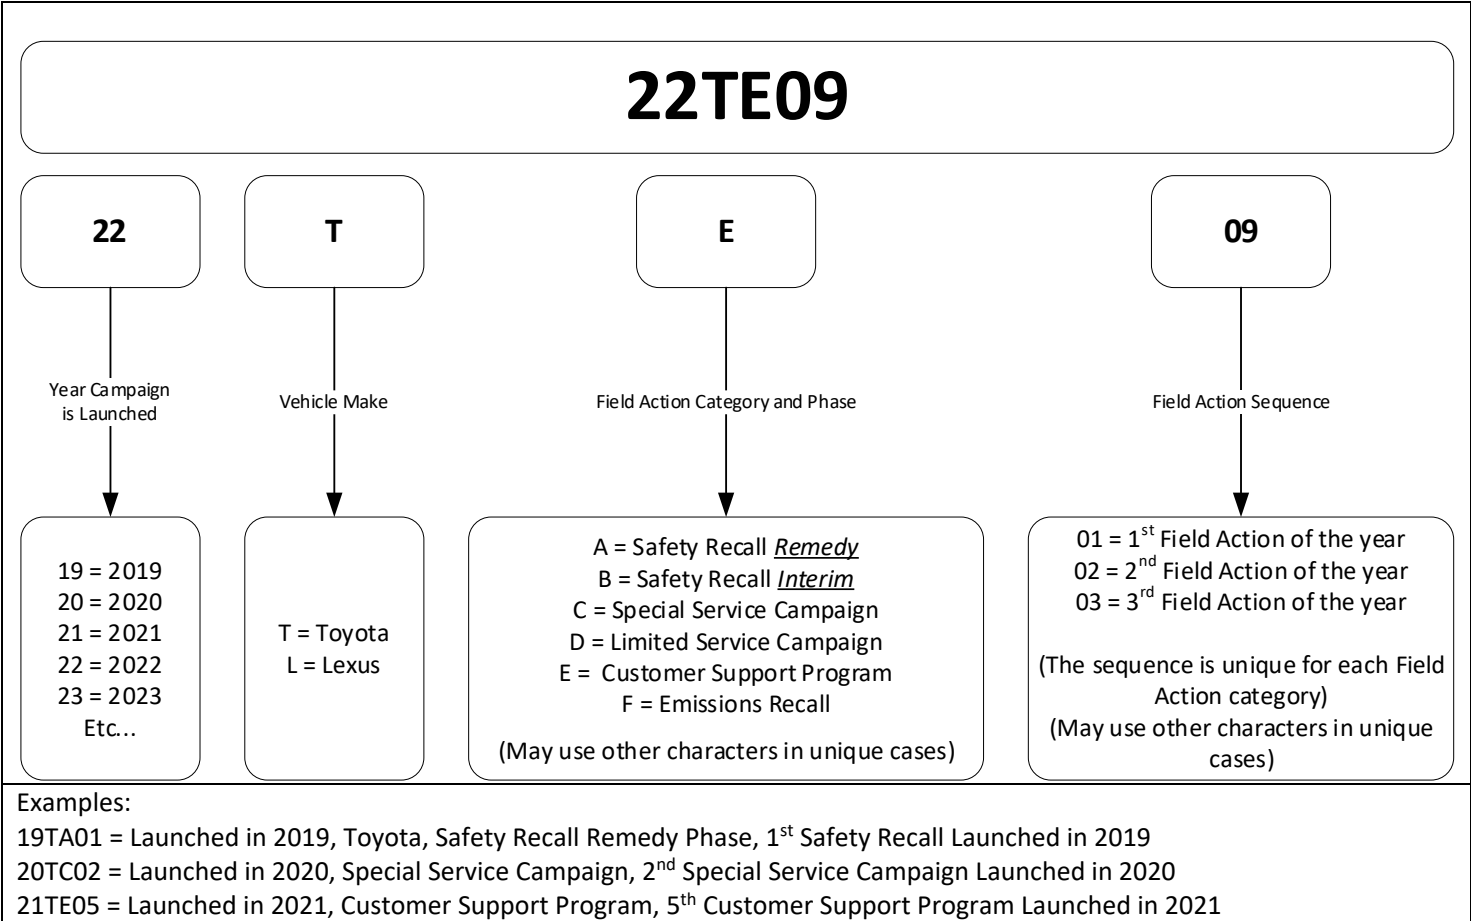 22TE09
22
T
E
09
Year Campaign
is Launched
Vehicle Make
Field Action Category and Phase
Field Action Sequence
19 = 2019
20 = 2020
21 = 2021
22 = 2022
23 = 2023
Etc...
T = Toyota
L = Lexus
A = Safety Recall Remedy
B = Safety Recall Interim
C = Special Service Campaign
D = Limited Service Campaign
E =  Customer Support Program
F = Emissions Recall
(May use other characters in unique cases)
01 = 1st Field Action of the year
02 = 2nd Field Action of the year
03 = 3rd Field Action of the year
(The sequence is unique for each Field
Action category)
(May use other characters in unique
cases)
Examples:
19TA01 = Launched in 2019, Toyota, Safety Recall Remedy Phase, 1st Safety Recall Launched in 2019
20TC02 = Launched in 2020, Special Service Campaign, 2nd Special Service Campaign Launched in 2020
21TE05 = Launched in 2021, Customer Support Program, 5th Customer Support Program Launched in 2021